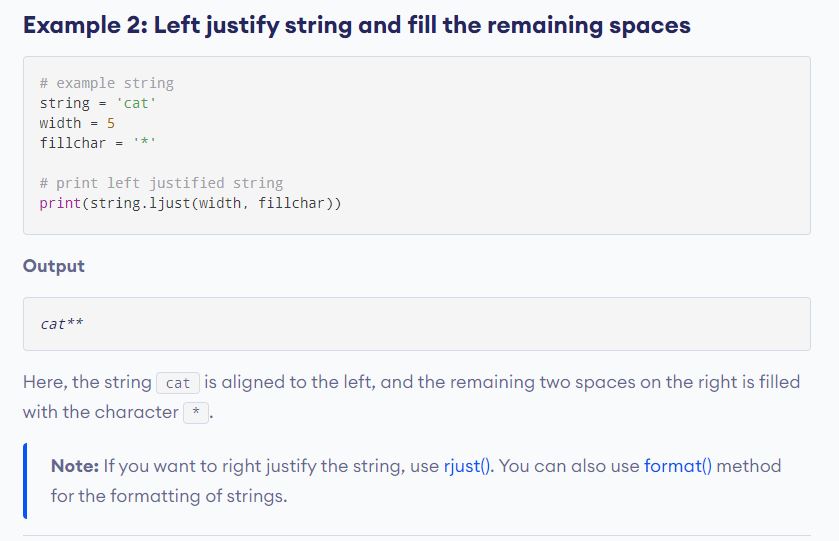 Example 2: Left justify string and fill the remaining spaces
# example string
string = 'cat'
width = 5
fillchar = '*'
# print left justified string
print(string.ljust(width, fillchar))
Output
cat**
Here, the string cat is aligned to the left, and the remaining two spaces on the right is filled
with the character * .
Note: If you want to right justify the string, use rjust(). You can also use format() method
for the formatting of strings.